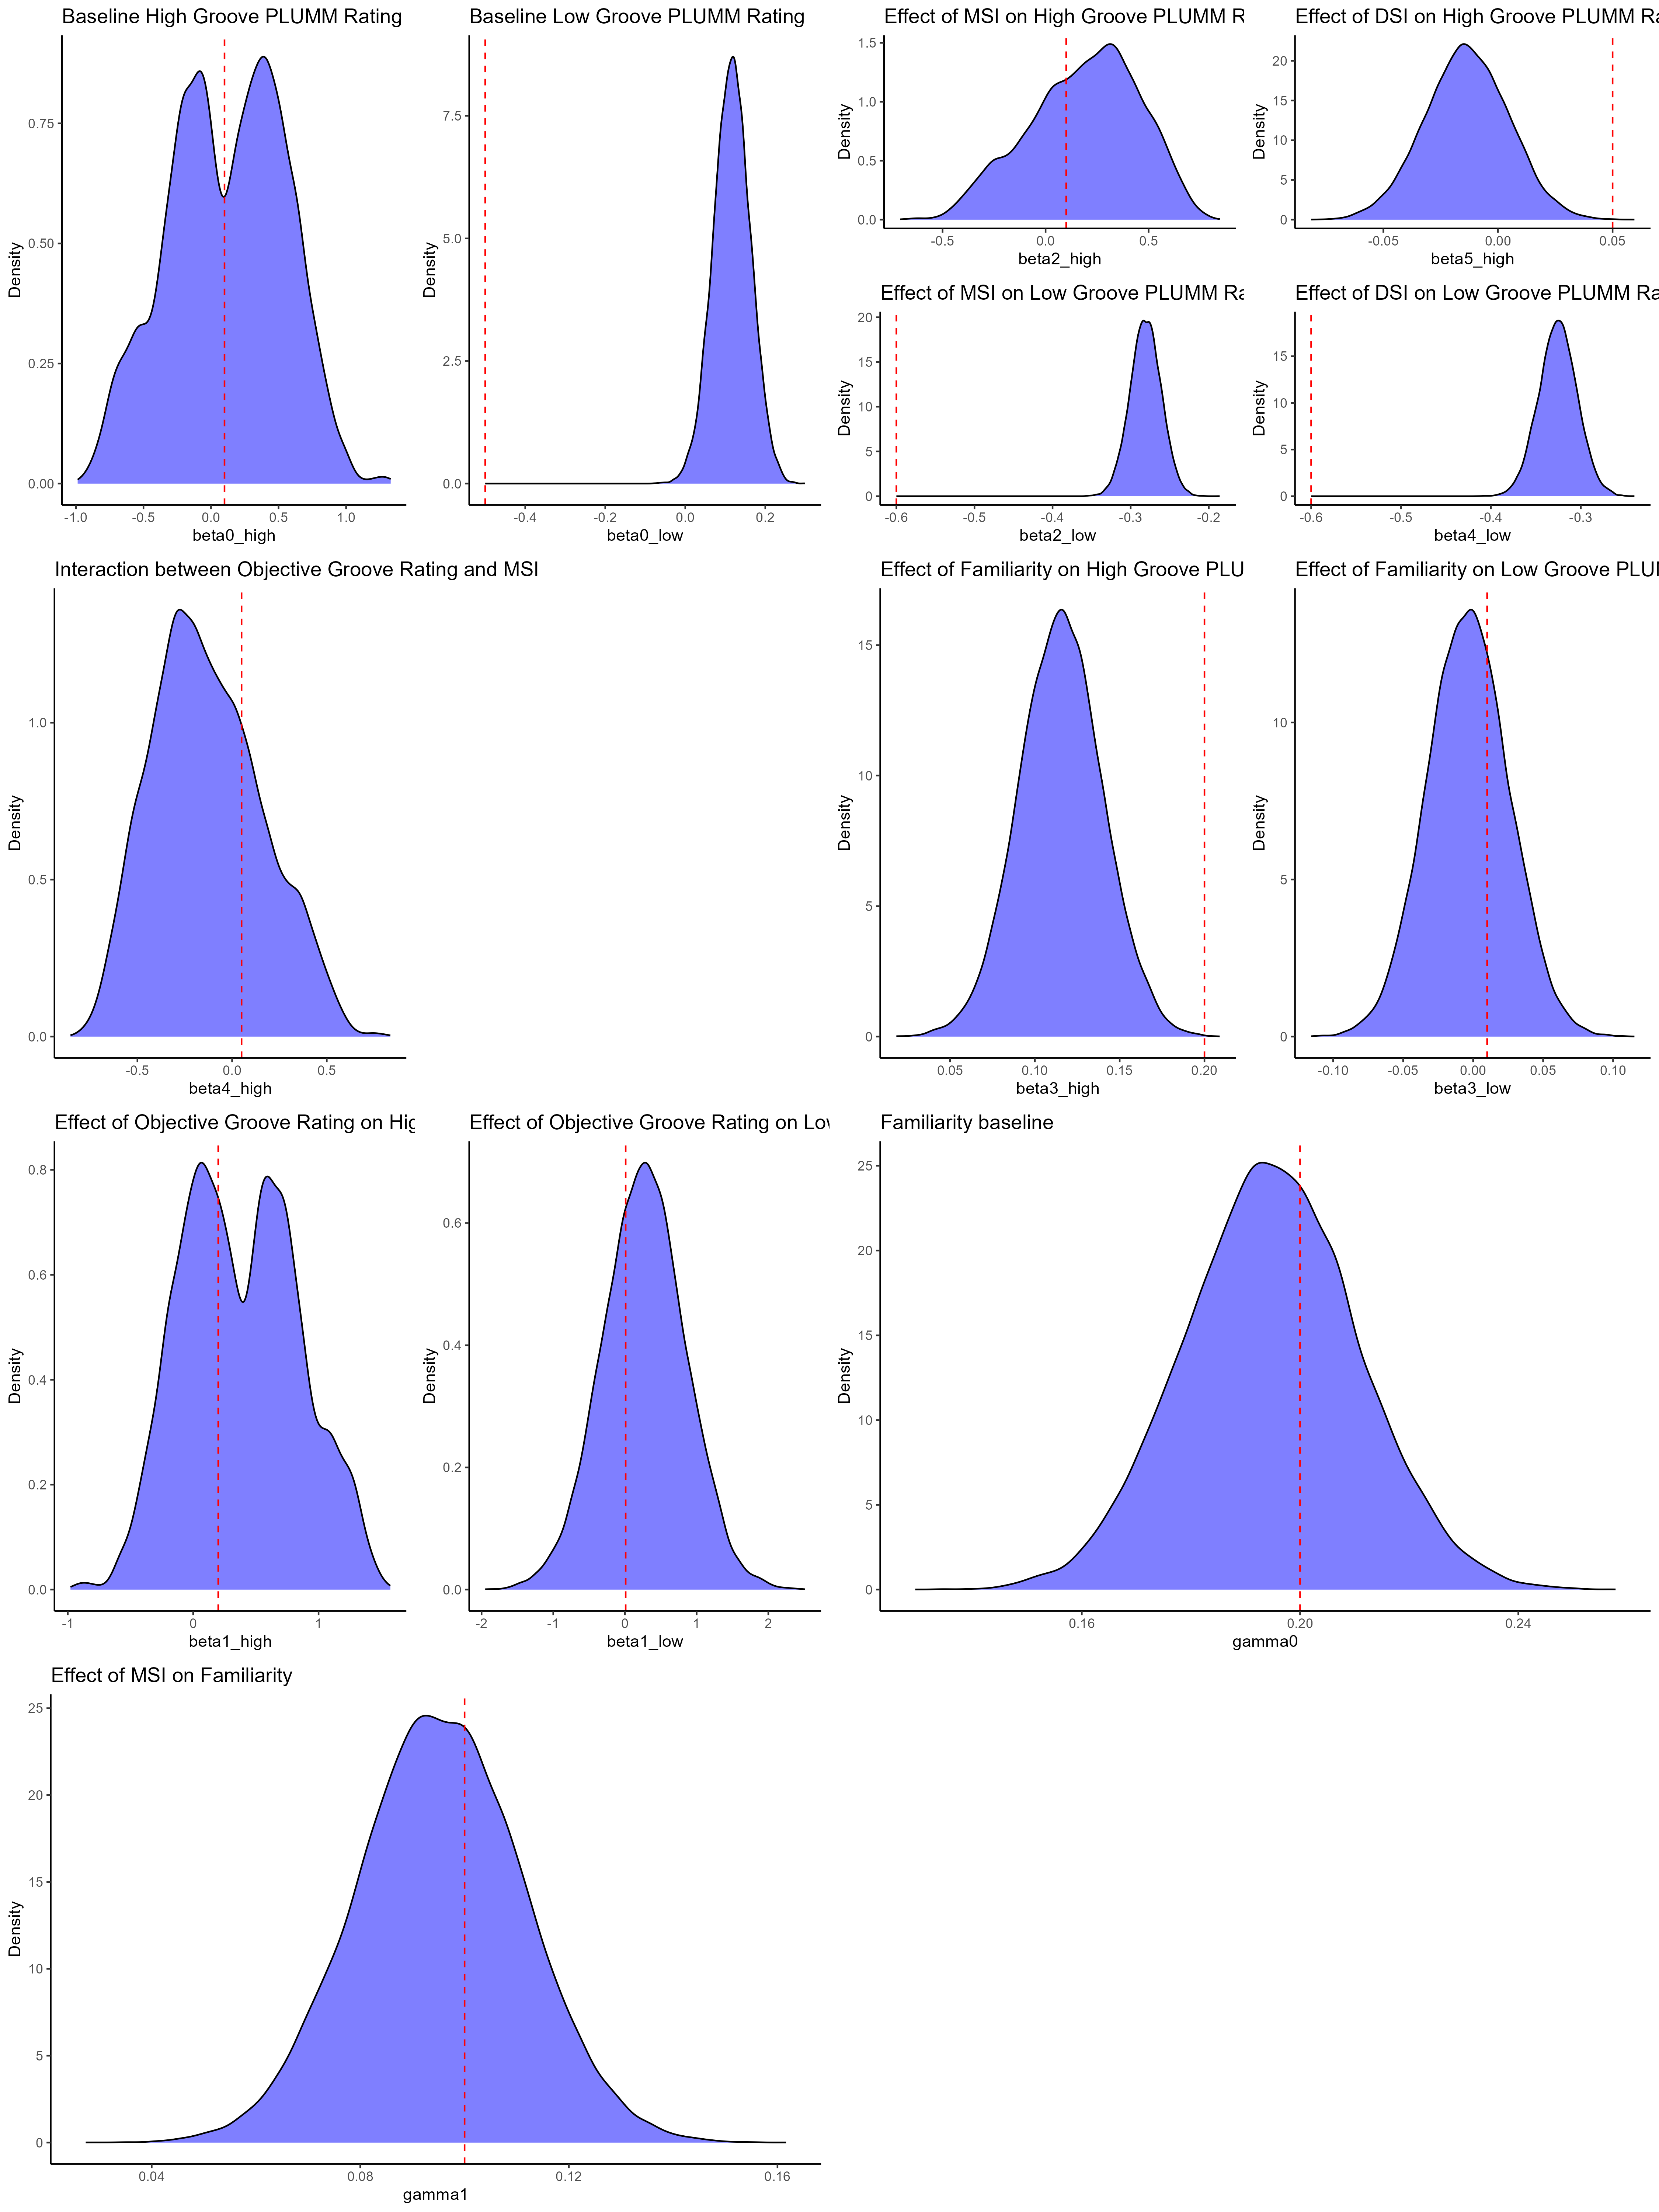 Baseline High Groove PLUMM Rating
Density
0.75
0.50
0.25
0.00
-1.0 -0.5 0.0 0.5 1.0
beta0_high
Baseline Low Groove PLUMM Rating
Density
7.5
5.0
2.5
0.0
-0.4 -0.2 0.0 0.2
beta0_low
Effect of MSI on High Groove PLUMM R
Density
1.5
1.0
0.5
0.0
-0.5 0.0 0.5
beta2_high
Effect of DSI on High Groove PLUMM Ra
Density
20
15
10
5
0
-0.05 0.00 0.05
beta5_high
Effect of MSI on Low Groove PLUMM Ra
Density
20
15
10
5
0
-0.6 -0.5 -0.4 -0.3 -0.2
beta2_low
Effect of DSI on Low Groove PLUMM Ra
Density
15
10
5
0
-0.6 -0.5 -0.4 -0.3
beta4_low
Interaction between Objective Groove Rating and MSI
Density
1.0
0.5
0.0
-0.5 0.0 0.5
beta4_high
Effect of Familiarity on High Groove PLU
Density
15
10
5
0
0.05 0.10 0.15 0.20
beta3_high
Effect of Familiarity on Low Groove PLU
Density
10
5
0
-0.10 -0.05 0.00 0.05 0.10
beta3_low
Effect of Objective Groove Rating on Hig
Density
0.8
0.6
0.4
0.2
0.0
-1 0 1
beta1_high
Effect of Objective Groove Rating on Lo
Density
0.6
0.4
0.2
0.0
-2 -1 0 1 2
beta1_low
Familiarity baseline
Density
25
20
15
10
5
0
0.16 0.20 0.24
gamma0
Effect of MSI on Familiarity
Density
25
20
15
10
5
0
0.04 0.08 0.12 0.16
gamma1